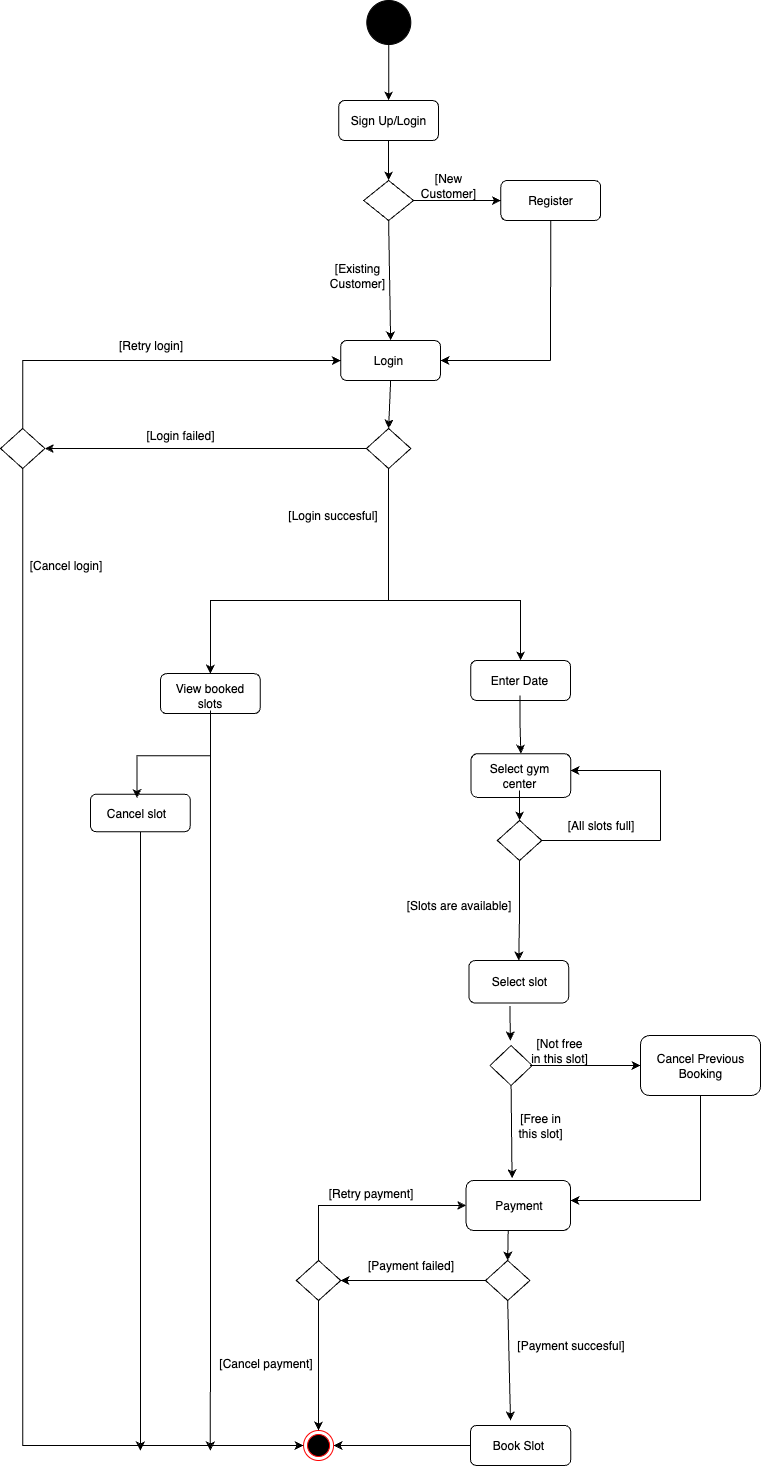 Sign Up/Login
[New
Customer]
Register
[Existing
Customer]
[Retry login]
Login
[Login failed]
[Login succesful]
[Cancel login]
View booked
slots
Enter Date
Select gym
center
Cancel slot
[All slots full]
[Slots are available]
Select slot
[Not free
in this slot]
Cancel Previous
Booking
[Free in
this slot]
[Retry payment]
Payment
[Payment failed]
[Payment succesful]
[Cancel payment]
Book Slot